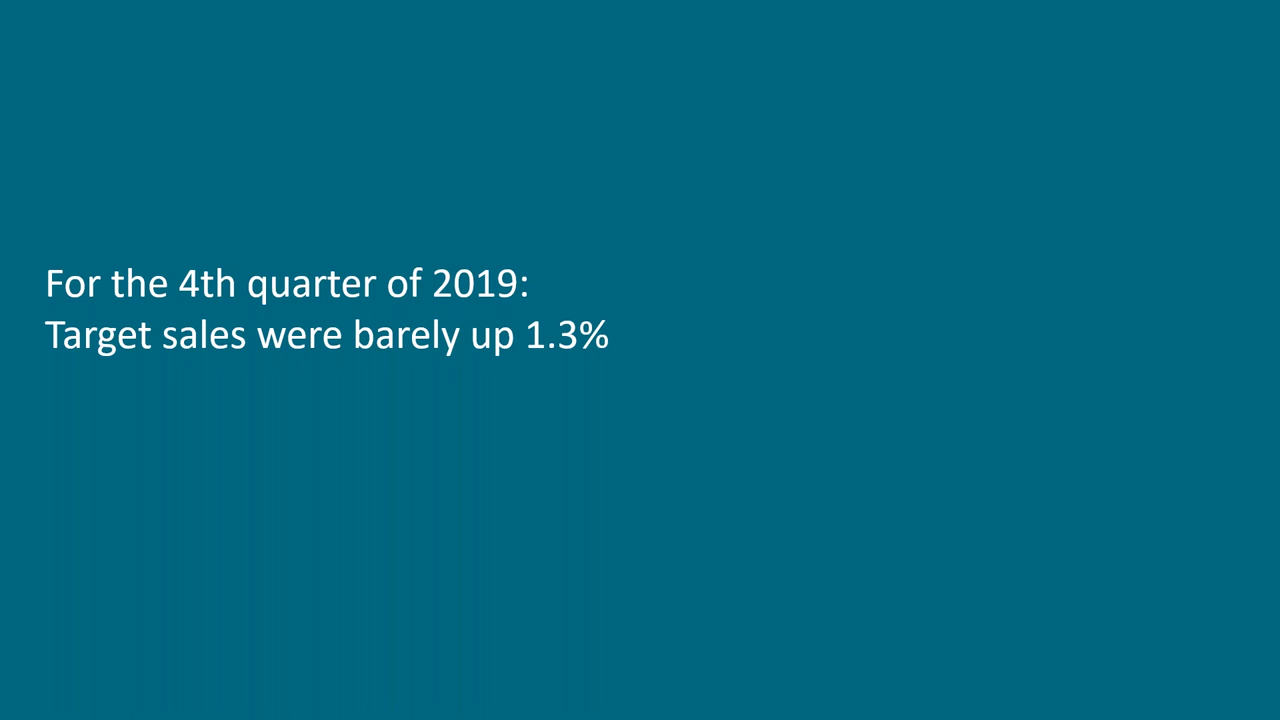 For the 4th quarter of 2019:
Target sales were barely up 1.3%